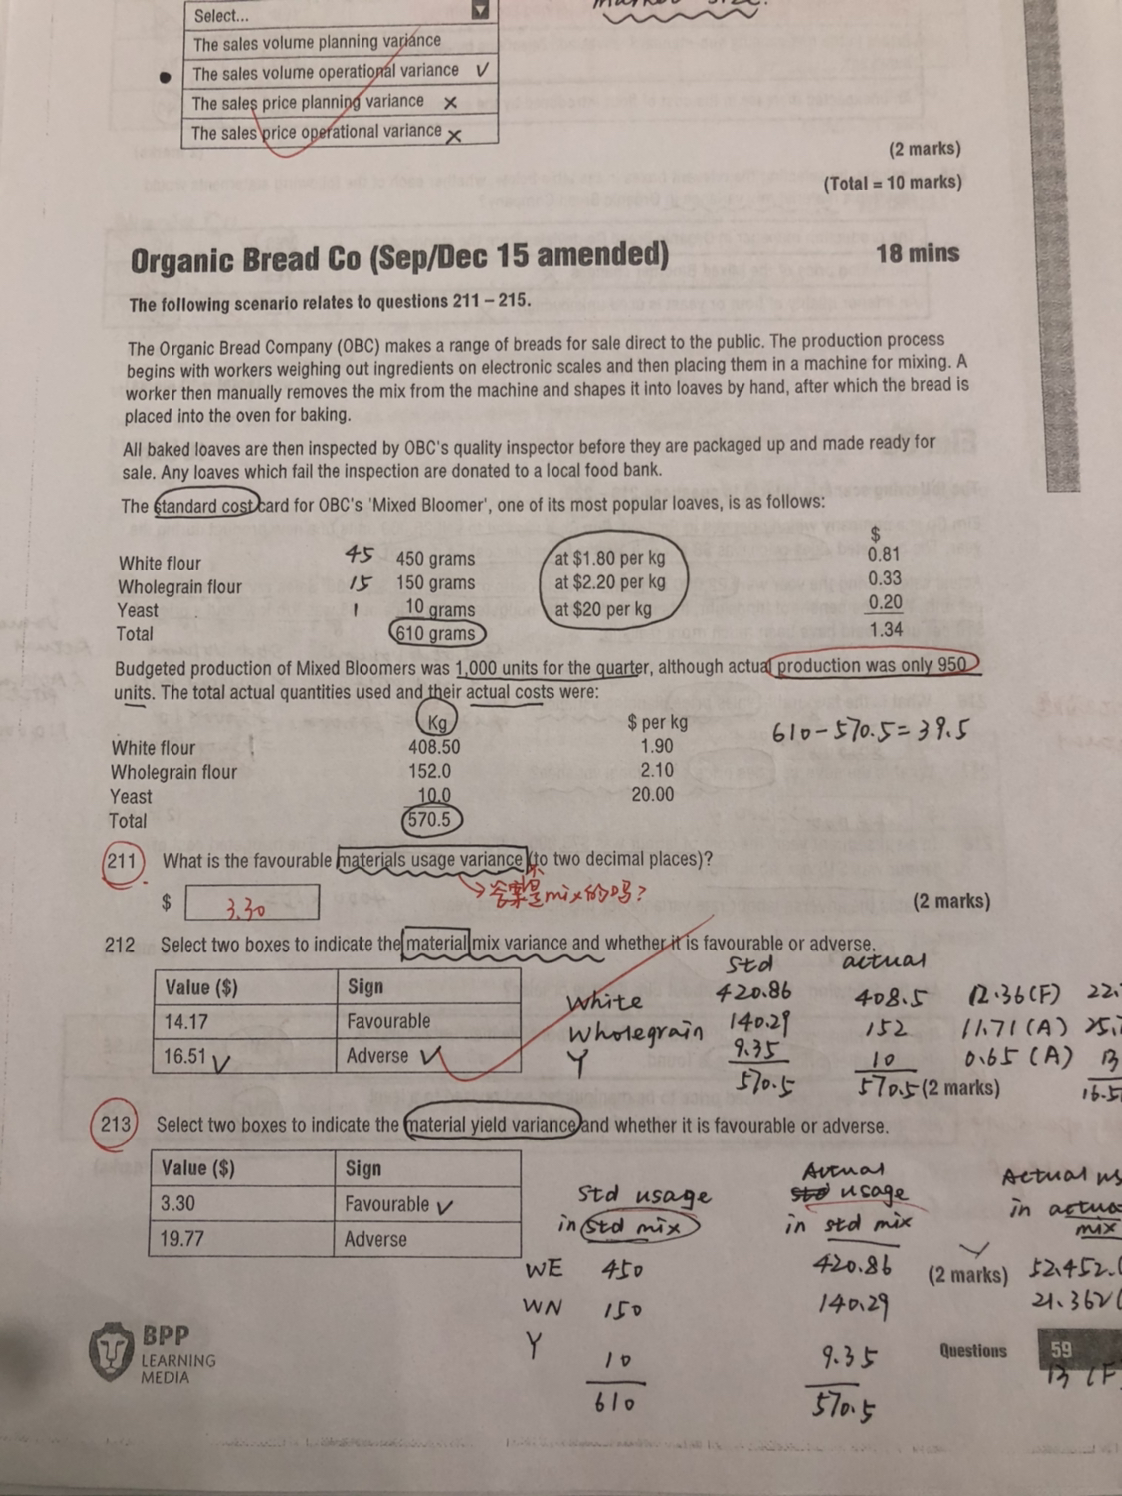 Select...
The sales volume planning variance
The sales volume operational variance ✓
The sales price planning variance ×
The sales price operational variance ×
(2 marks)
(Total = 10 marks)
Organic Bread Co (Sep/Dec 15 amended) 18 mins
The following scenario relates to questions 211 – 215.
The Organic Bread Company (OBC) makes a range of breads for sale direct to the public. The production process
begins with workers weighing out ingredients on electronic scales and then placing them in a machine for mixing. A
worker then manually removes the mix from the machine and shapes it into loaves by hand, after which the bread is
placed into the oven for baking.
All baked loaves are then inspected by OBC's quality inspector before they are packaged up and made ready for
sale. Any loaves which fail the inspection are donated to a local food bank.
The standard cost card for OBC's 'Mixed Bloomer', one of its most popular loaves, is as follows:
$
White flour 45 450 grams at $1.80 per kg 0.81
Wholegrain flour 15 150 grams at $2.20 per kg 0.33
Yeast 1 10 grams at $20 per kg 0.20
Total 610 grams 1.34
Budgeted production of Mixed Bloomers was 1,000 units for the quarter, although actual production was only 950
units. The total actual quantities used and their actual costs were:
Kg $ per kg 610-570.5=39.5
White flour 408.50 1.90
Wholegrain flour 152.0 2.10
Yeast 10.0 20.00
Total 570.5
211 What is the favourable materials usage variance (to two decimal places)?
答案是不mix的吗?
$ 3.30 (2 marks)
212 Select two boxes to indicate the material mix variance and whether it is favourable or adverse.
Std actual
Value ($) Sign White 420.86 408.5 12.36(F)
14.17 Favourable Wholegrain 140.29 152 11.71(A)
16.51 ✓ Adverse ✓ Y 9.35 10 0.65 (A) 13
570.5 570.5 (2 marks)
213 Select two boxes to indicate the material yield variance and whether it is favourable or adverse.
Value ($) Sign
3.30 Favourable ✓
19.77 Adverse
Std usage Actual usage Actual
in std mix in std mix in mix
WE 450 420.86 (2 marks)
WN 150 140.29
Y 10 9.35
610 570.5
BPP
LEARNING
MEDIA
Questions 59